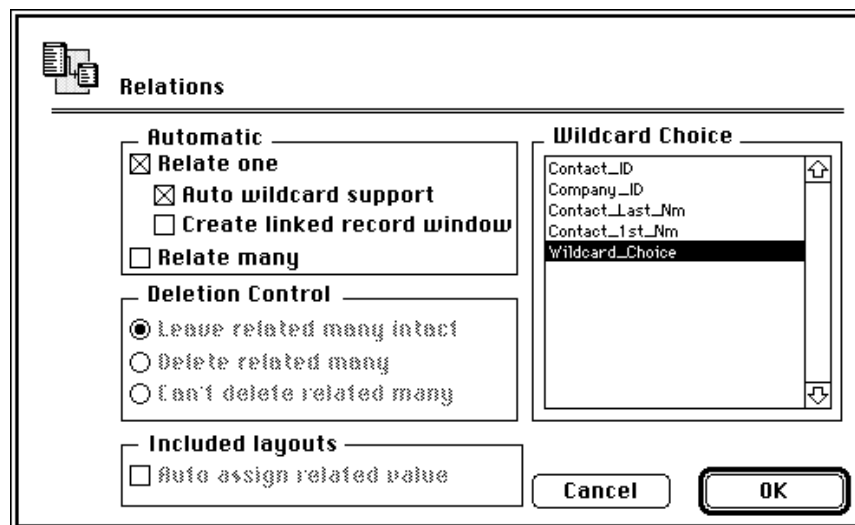 Relations
Automatic
Relate one
Auto wildcard support
Create linked record window
Relate many
Deletion Control
Leave related many intact
Delete related many
Can't delete related many
Included layouts
Auto assign related value
Wildcard Choice
Contact_ID
Company_ID
Contact_Last_Nm
Contact_1st_Nm
Wildcard_Choice
Cancel
OK